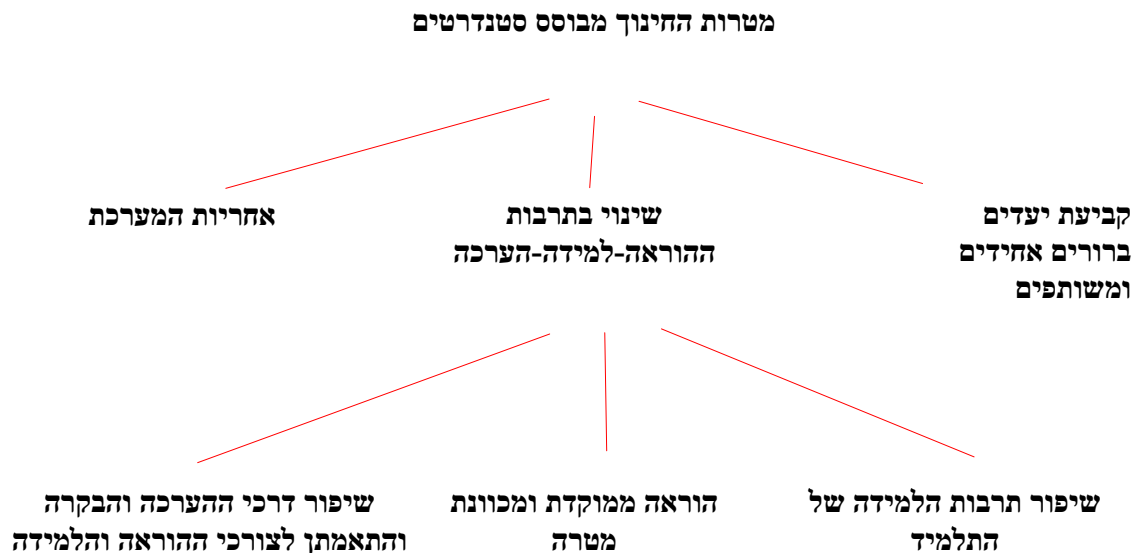 מטרות החינוך מבוסס סטנדרטים
קביעת יעדים
ברורים אחידים
ומשותפים
שינוי בתרבות
ההוראה-למידה-הערכה
אחריות המערכת
שיפור תרבות הלמידה של
התלמיד
הוראה ממוקדת ומכוונת
מטרה
שיפור דרכי ההערכה והבקרה
והתאמתן לצורכי ההוראה והלמידה